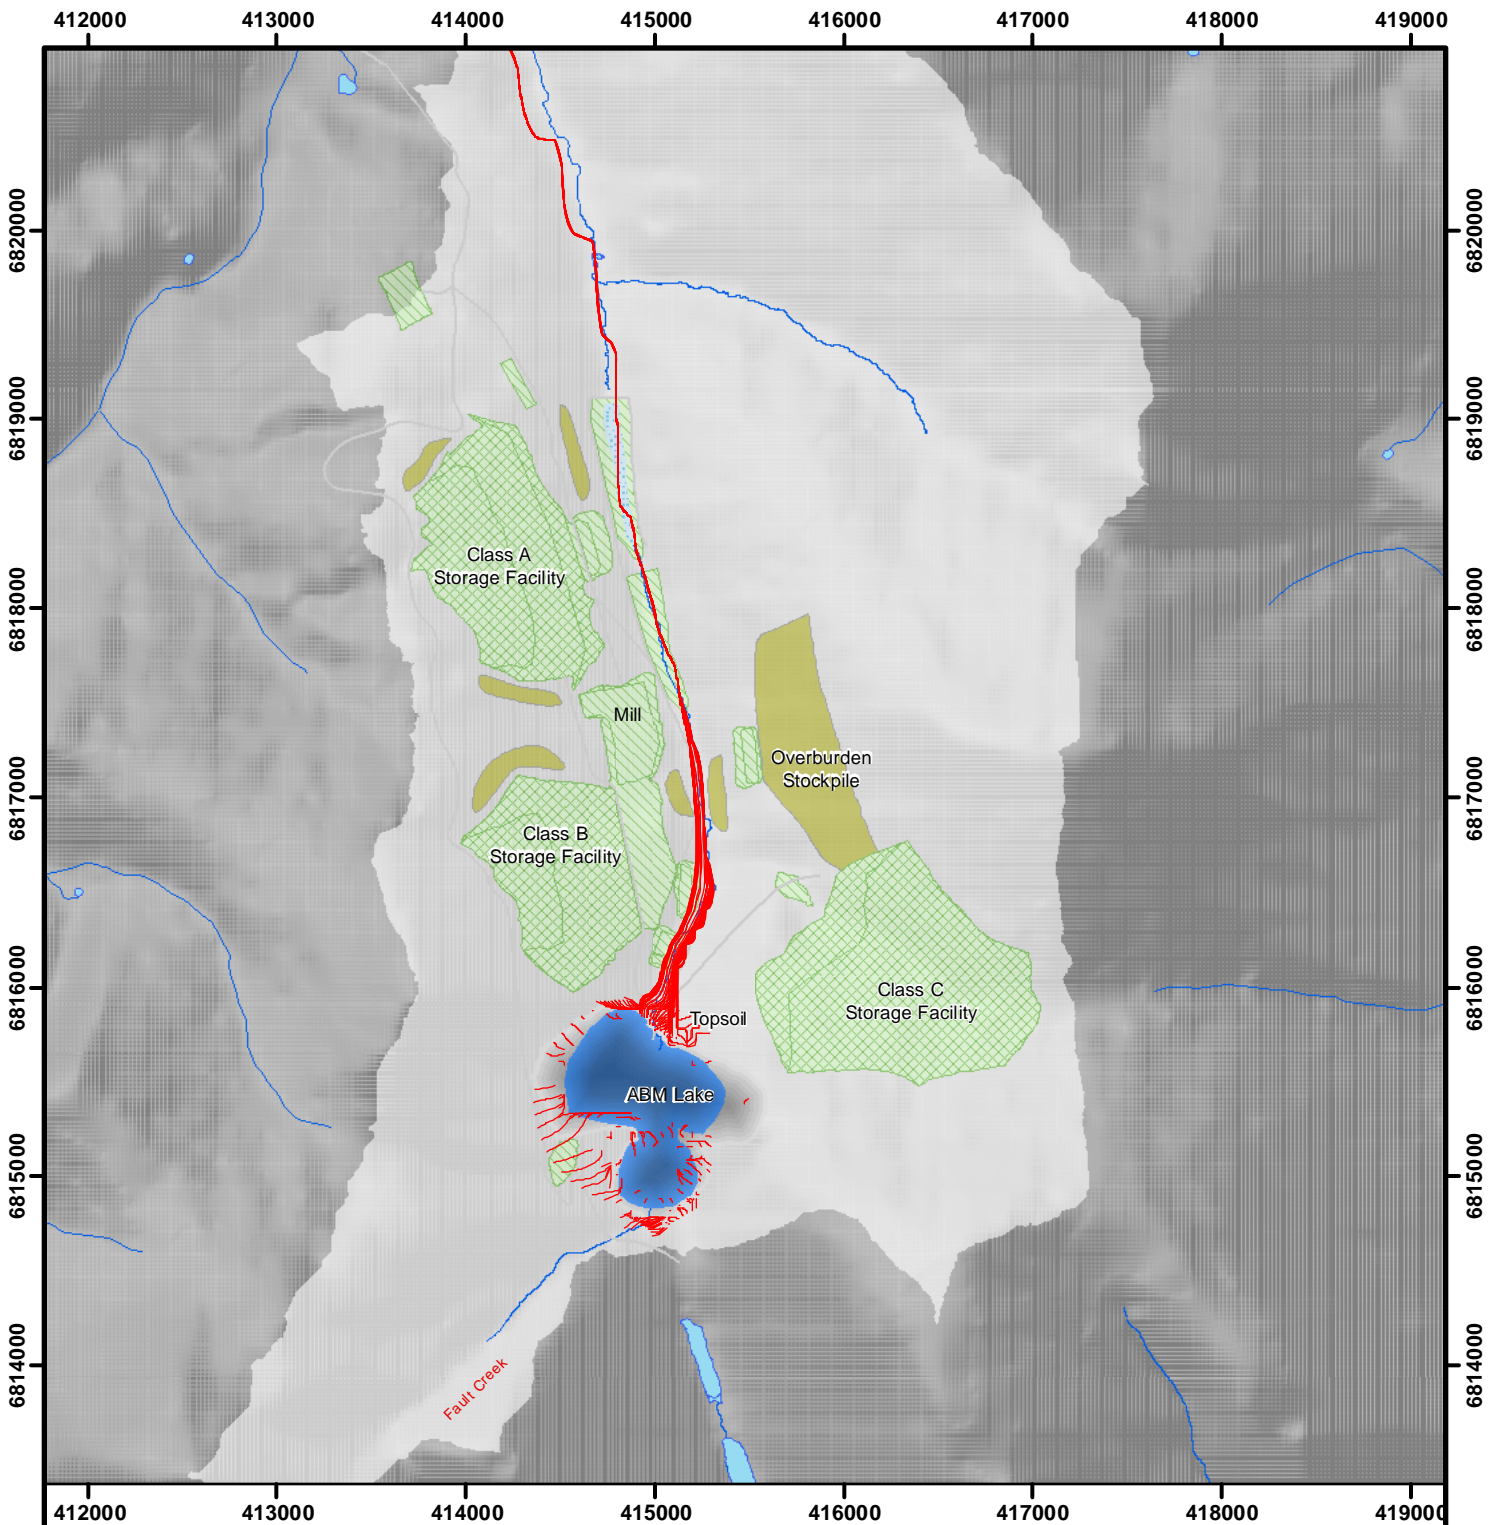 412000 413000 414000 415000 416000 417000 418000 419000
6820000 6820000
6819000 6819000
Class A
Storage Facility
6818000 6818000
Mill
Overburden
Stockpile
6817000 6817000
Class B
Storage Facility
6816000 6816000
Class C
Storage Facility
Topsoil
ABM Lake
6815000 6815000
6814000 6814000
Fault Creek
412000 413000 414000 415000 416000 417000 418000 419000